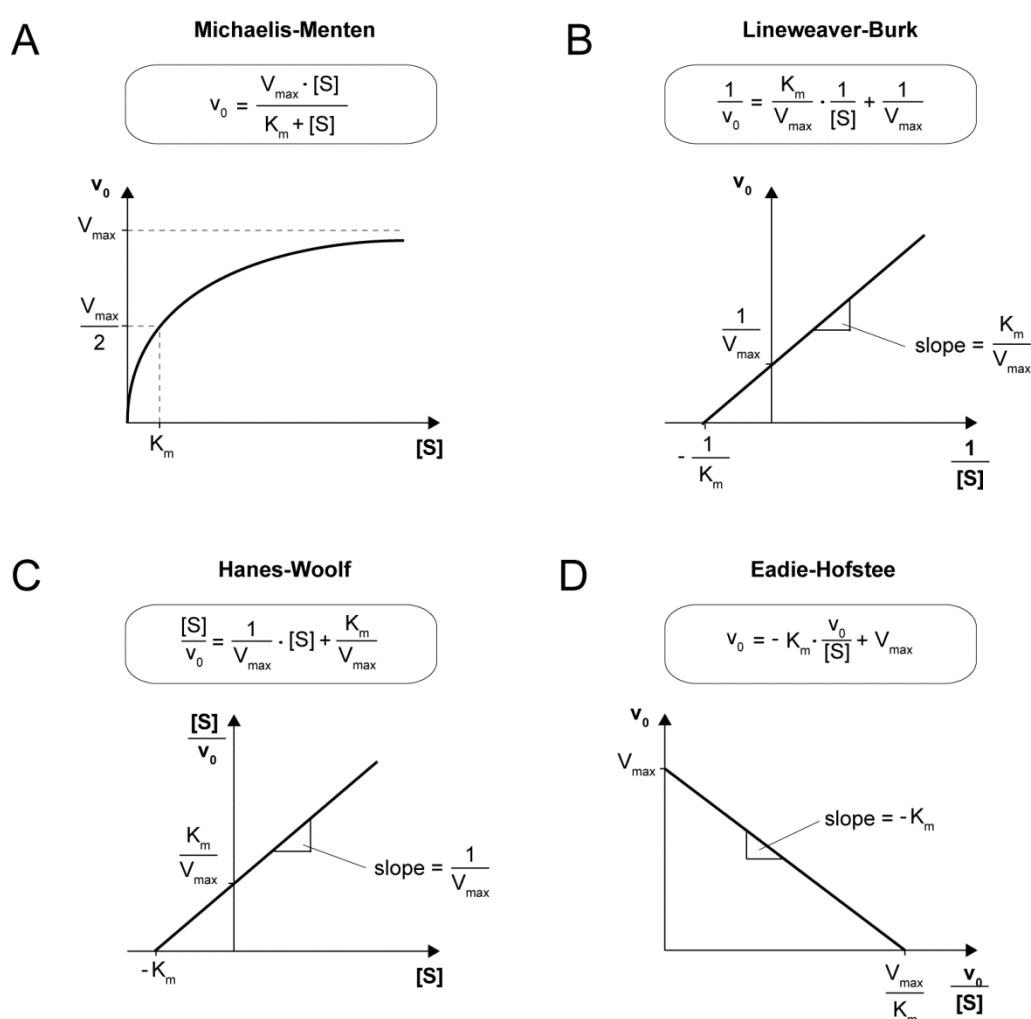 A
Michaelis-Menten
v₀ = Vmax · [S] / Km + [S]
v₀
Vmax
Vmax / 2
Km
[S]
B
Lineweaver-Burk
1 / v₀ = Km / Vmax · 1 / [S] + 1 / Vmax
v₀
1 / Vmax
slope = Km / Vmax
- 1 / Km
1 / [S]
C
Hanes-Woolf
[S] / v₀ = 1 / Vmax · [S] + Km / Vmax
[S] / v₀
Km / Vmax
slope = 1 / Vmax
-Km
[S]
D
Eadie-Hofstee
v₀ = - Km · v₀ / [S] + Vmax
v₀
Vmax
slope = -Km
Vmax / Km
v₀ / [S]